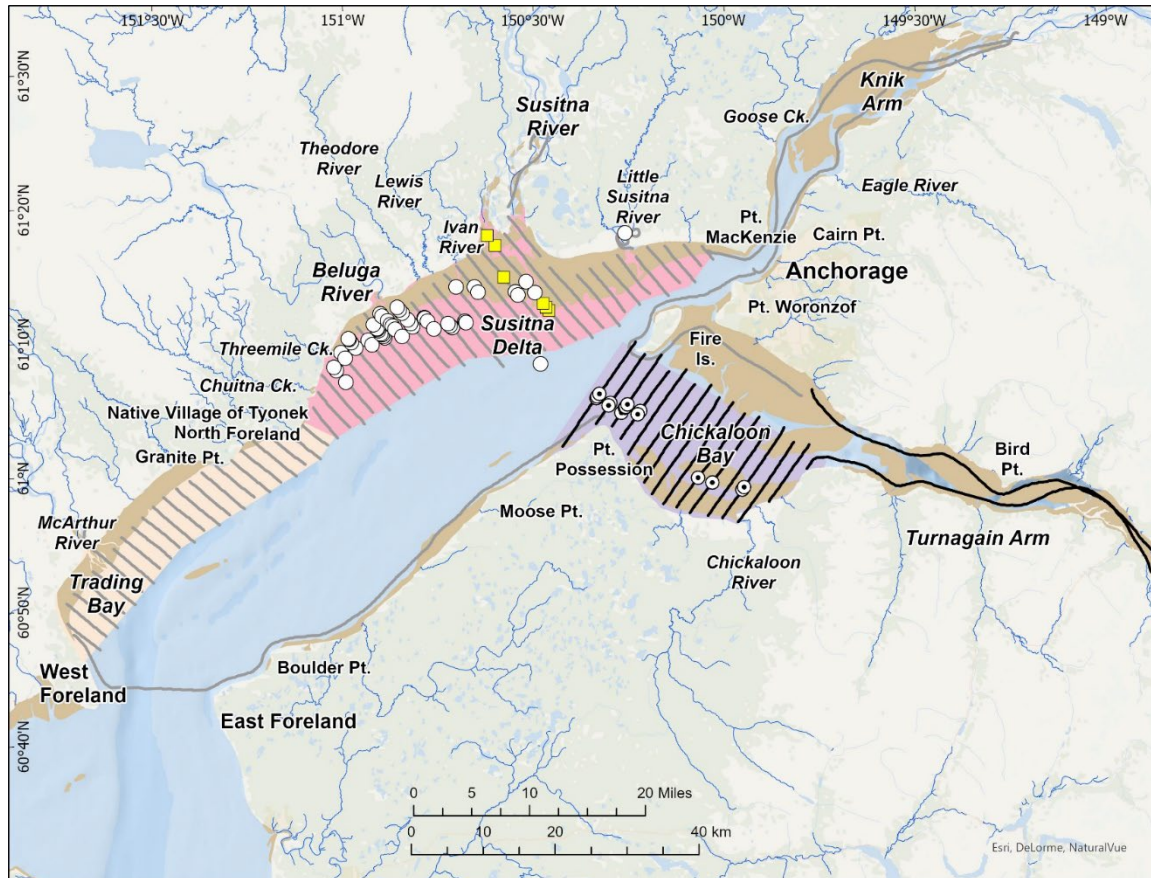 151°30'W
151°W
150°30'W
150°W
149°30'W
149°W
61°30'N
61°20'N
61°10'N
61°N
60°50'N
60°40'N
Knik
Arm
Goose Ck.
Susitna
River
Theodore
River
Lewis
River
Little
Susitna
River
Eagle River
Ivan
River
Pt.
MacKenzie
Cairn Pt.
Anchorage
Beluga
River
Pt. Woronzof
Susitna
Delta
Threemile Ck.
Fire
Is.
Chuitna Ck.
Native Village of Tyonek
North Foreland
Granite Pt.
Chickaloon
Bay
Pt.
Possession
Bird
Pt.
Moose Pt.
McArthur
River
Turnagain Arm
Chickaloon
River
Trading
Bay
West
Foreland
Boulder Pt.
East Foreland
0 5 10 20 Miles
0 10 20 40 km
Esri, DeLorme, NaturalVue